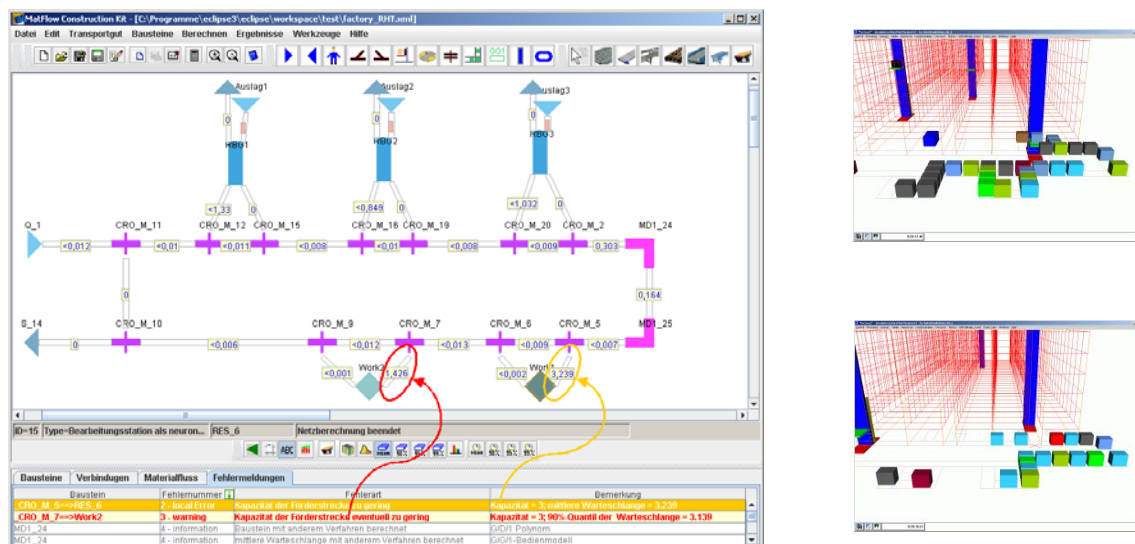 MatFlow Construction Kit - [C:\Programme\eclipse3\eclipse\workspace\test\factory_RHT.xml]
Datei Edit Transportgut Bausteine Berechnen Ergebnisse Werkzeuge Hilfe
Auslag1 Auslag2 Auslag3
0 0 0
RBG1 RBG2 RBG3
<1,33 0 <0,849 0 <1,032 0
Q_1 CRO_M_11 CRO_M_12 CRO_M_15 CRO_M_16 CRO_M_19 CRO_M_20 CRO_M_2 MD1_24
<0,012 <0,01 <0,011 <0,008 <0,01 <0,008 <0,009 0,303
0 0,164
S_14 CRO_M_10 CRO_M_9 CRO_M_7 CRO_M_6 CRO_M_5 MD1_25
0 <0,006 <0,012 <0,013 <0,009 <0,007
Work2
<0,001 1,426 <0,002 3,239
ID=15 Type=Bearbeitungsstation als neuron... RES_6 Netzberechnung beendet
ABC
Bausteine Verbindungen Materialfluss Fehlermeldungen
Baustein Fehlernummer Fehlerart Bemerkung
_CRO_M_5==>RES_6 2 - local Error Kapazität der Förderstrecke zu gering Kapazität = 3; mittlere Warteschlange = 3.239
_CRO_M_7==>Work2 3 - warning Kapazität der Förderstrecke eventuell zu gering Kapazität = 3; 90%-Quantil der Warteschlange = 3.139
MD1_24 4 - information Baustein mit anderem Verfahren berechnet G/D/1 Polynom
MD1_24 4 - information mittlere Warteschlange mit anderem Verfahren berechnet G/G/1-Bedienmodell